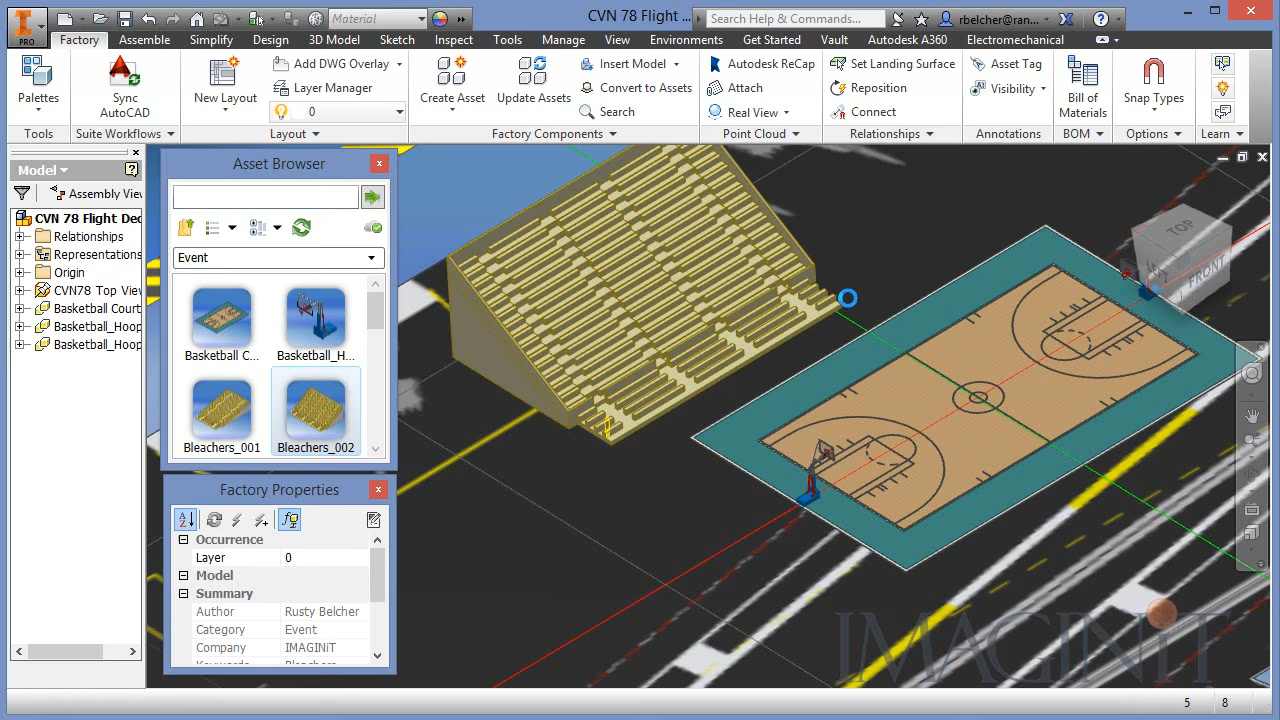 PRO
Material
CVN 78 Flight ...
Search Help & Commands...
rbelcher@ran...
Factory Assemble Simplify Design 3D Model Sketch Inspect Tools Manage View Environments Get Started Vault Autodesk A360 Electromechanical
Palettes
Tools
Sync
AutoCAD
Suite Workflows
New Layout
Add DWG Overlay
Layer Manager
0
Layout
Create Asset
Update Assets
Insert Model
Convert to Assets
Search
Factory Components
Autodesk ReCap
Attach
Real View
Point Cloud
Set Landing Surface
Reposition
Connect
Relationships
Asset Tag
Visibility
Annotations
Bill of
Materials
BOM
Snap Types
Options
Learn
Model
Assembly Viev
CVN 78 Flight Dec
Relationships
Representations
Origin
CVN78 Top View
Basketball Court
Basketball_Hoop
Basketball_Hoop
Asset Browser
Event
Basketball C...
Basketball_H...
Bleachers_001
Bleachers_002
Factory Properties
Occurrence
Layer 0
Model
Summary
Author Rusty Belcher
Category Event
Company IMAGINiT
TOP
LEFT
FRONT
IMAGINiT
5 8